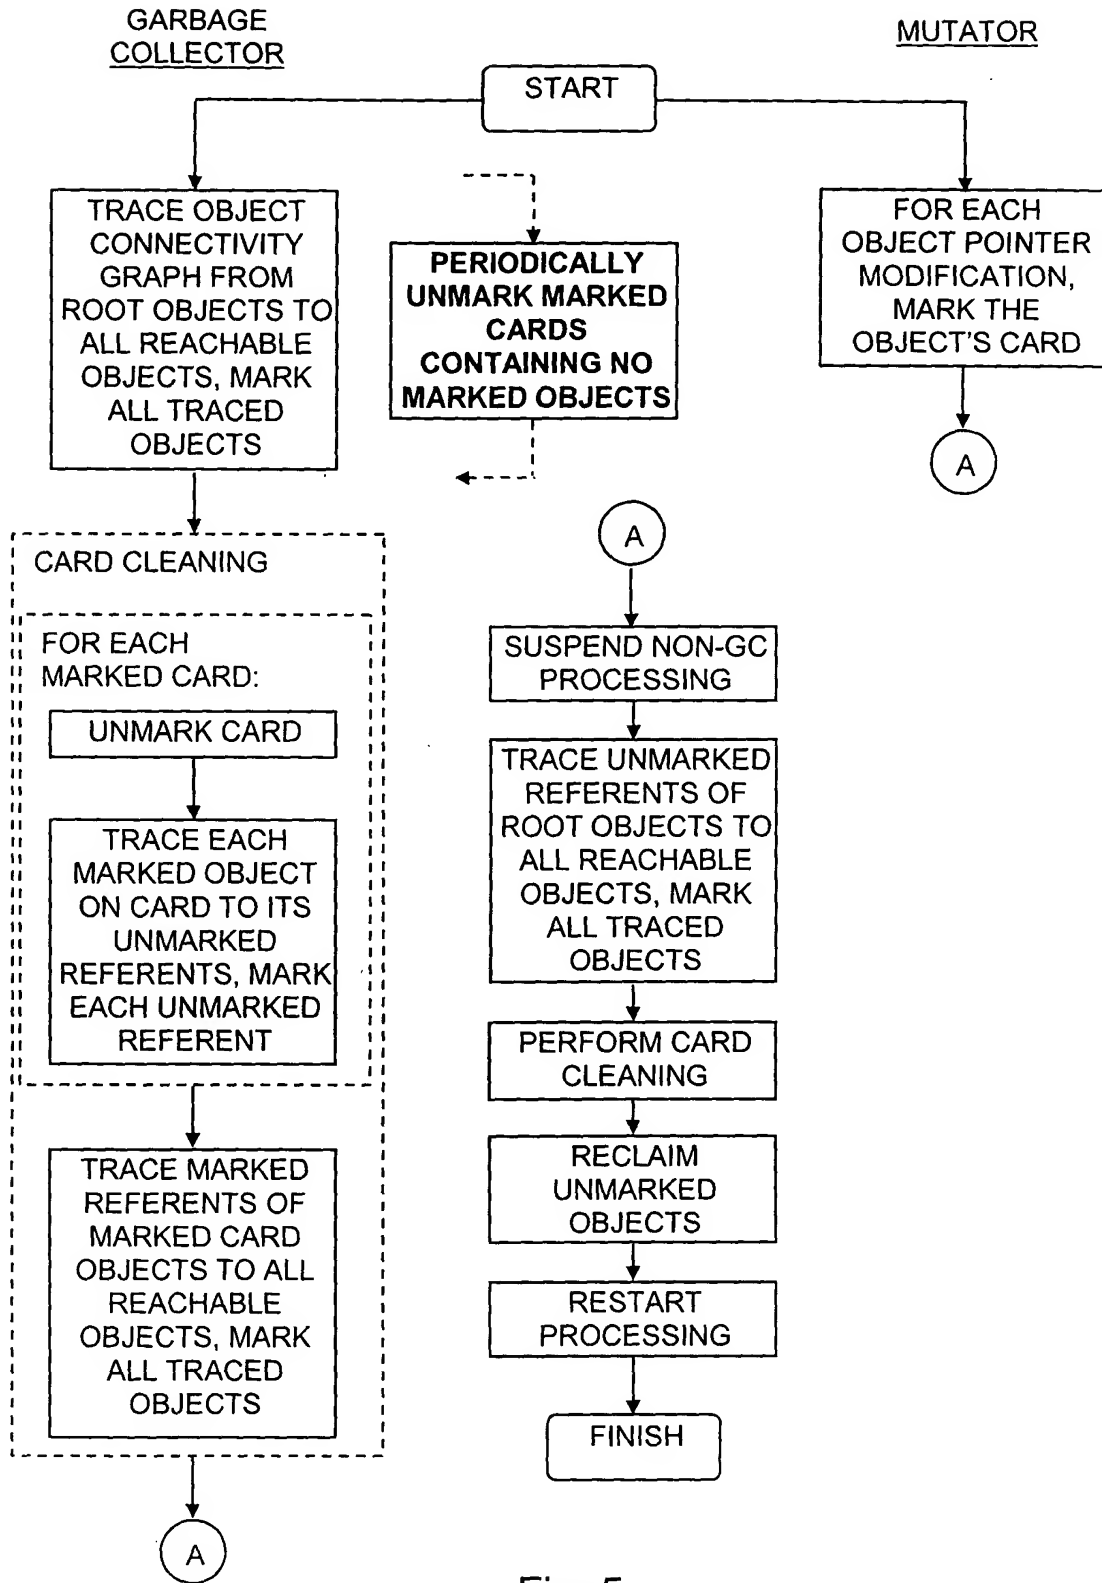 GARBAGE
COLLECTOR
MUTATOR
START
TRACE OBJECT
CONNECTIVITY
GRAPH FROM
ROOT OBJECTS TO
ALL REACHABLE
OBJECTS, MARK
ALL TRACED
OBJECTS
PERIODICALLY
UNMARK MARKED
CARDS
CONTAINING NO
MARKED OBJECTS
FOR EACH
OBJECT POINTER
MODIFICATION,
MARK THE
OBJECT'S CARD
A
CARD CLEANING
FOR EACH
MARKED CARD:
UNMARK CARD
TRACE EACH
MARKED OBJECT
ON CARD TO ITS
UNMARKED
REFERENTS, MARK
EACH UNMARKED
REFERENT
TRACE MARKED
REFERENTS OF
MARKED CARD
OBJECTS TO ALL
REACHABLE
OBJECTS, MARK
ALL TRACED
OBJECTS
A
A
SUSPEND NON-GC
PROCESSING
TRACE UNMARKED
REFERENTS OF
ROOT OBJECTS TO
ALL REACHABLE
OBJECTS, MARK
ALL TRACED
OBJECTS
PERFORM CARD
CLEANING
RECLAIM
UNMARKED
OBJECTS
RESTART
PROCESSING
FINISH